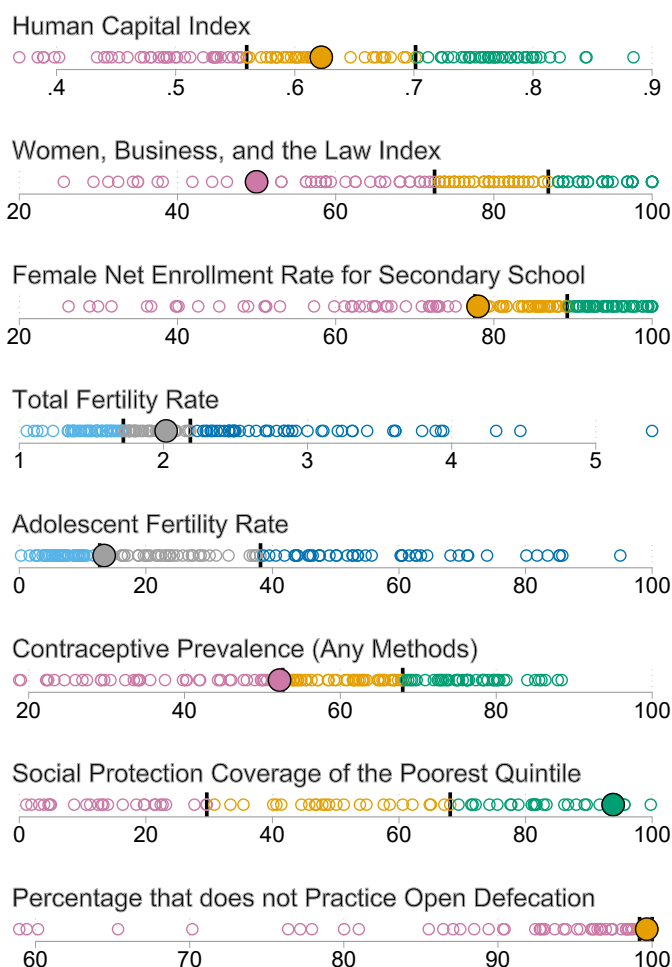 Human Capital Index
.4 .5 .6 .7 .8 .9
Women, Business, and the Law Index
20 40 60 80 100
Female Net Enrollment Rate for Secondary School
20 40 60 80 100
Total Fertility Rate
1 2 3 4 5
Adolescent Fertility Rate
0 20 40 60 80 100
Contraceptive Prevalence (Any Methods)
20 40 60 80 100
Social Protection Coverage of the Poorest Quintile
0 20 40 60 80 100
Percentage that does not Practice Open Defecation
60 70 80 90 100